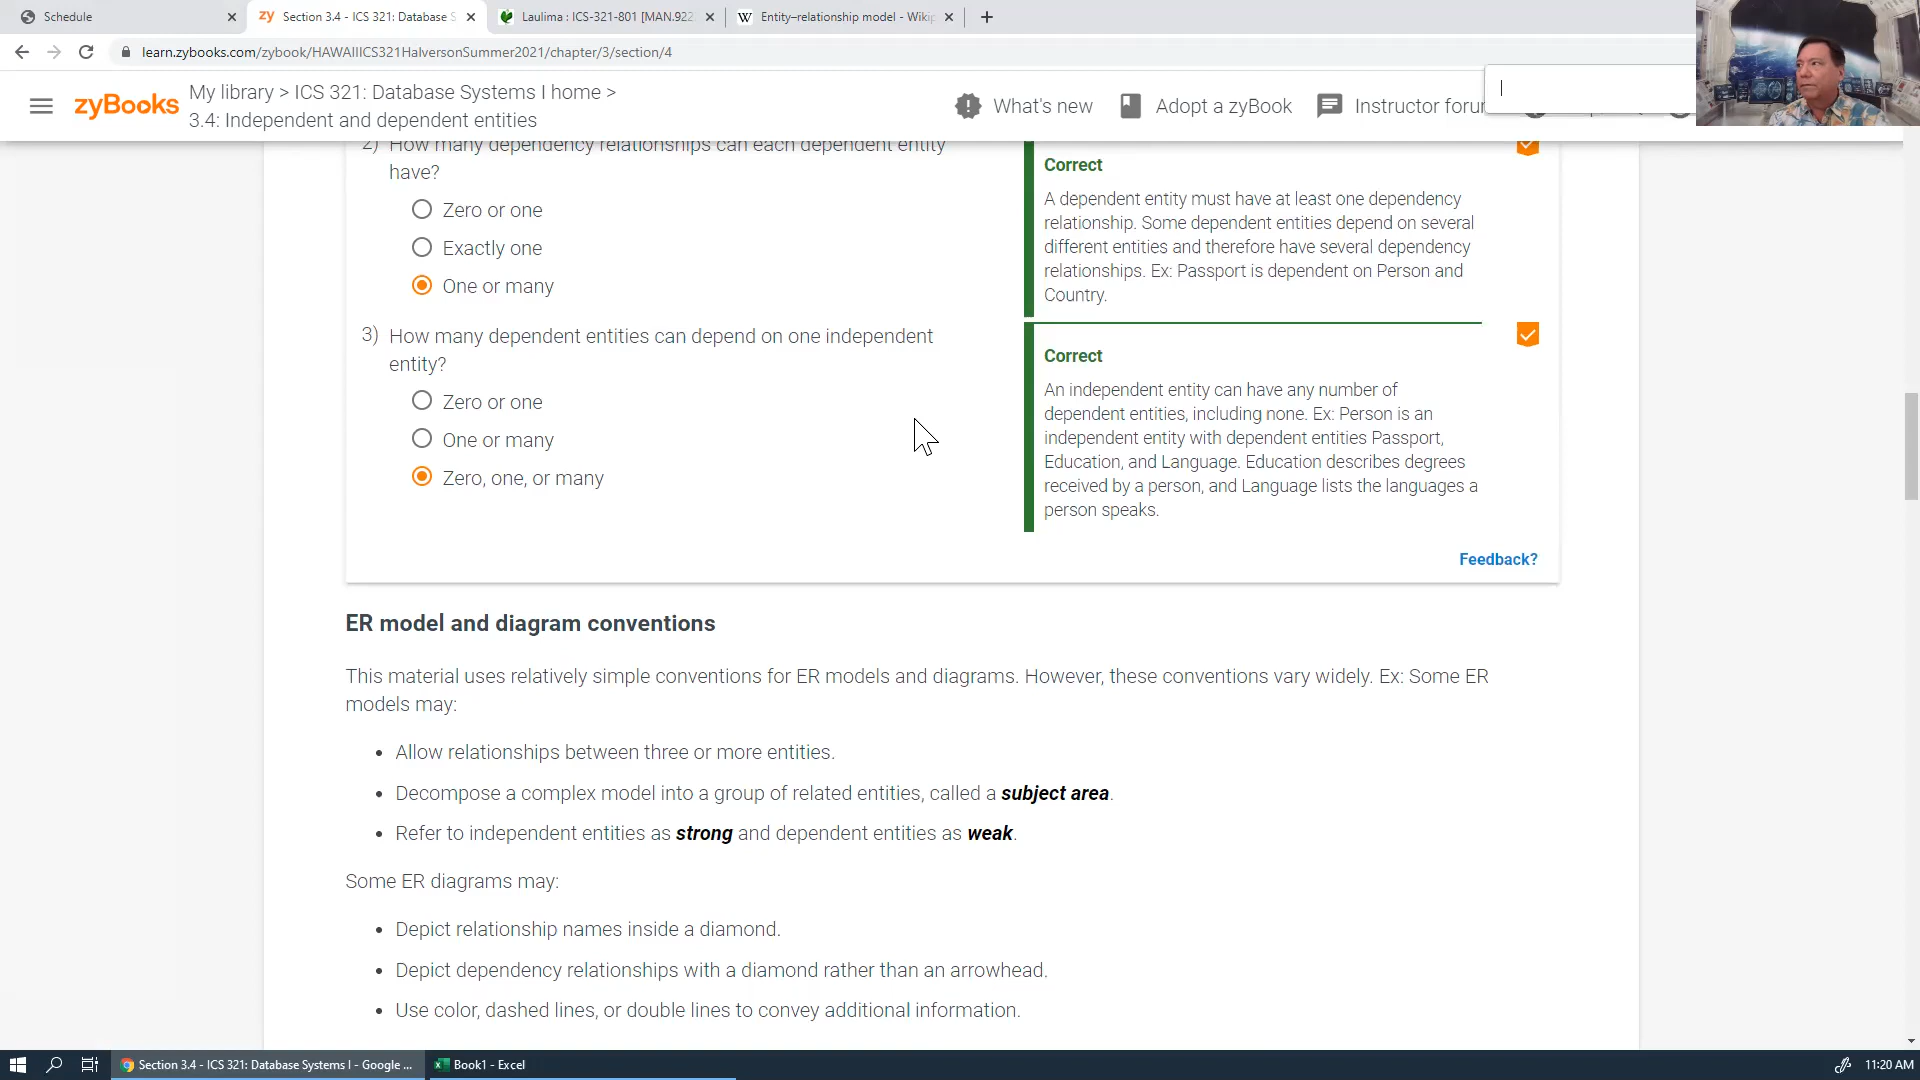 Schedule
zy Section 3.4 - ICS 321: Database S
Laulima : ICS-321-801 [MAN.922
W Entity–relationship model - Wikip
learn.zybooks.com/zybook/HAWAIIICS321HalversonSummer2021/chapter/3/section/4
zyBooks
My library > ICS 321: Database Systems I home >
3.4: Independent and dependent entities
What's new
Adopt a zyBook
Instructor foru
2) How many dependency relationships can each dependent entity
have?
Zero or one
Exactly one
One or many
Correct
A dependent entity must have at least one dependency
relationship. Some dependent entities depend on several
different entities and therefore have several dependency
relationships. Ex: Passport is dependent on Person and
Country.
3) How many dependent entities can depend on one independent
entity?
Zero or one
One or many
Zero, one, or many
Correct
An independent entity can have any number of
dependent entities, including none. Ex: Person is an
independent entity with dependent entities Passport,
Education, and Language. Education describes degrees
received by a person, and Language lists the languages a
person speaks.
Feedback?
ER model and diagram conventions
This material uses relatively simple conventions for ER models and diagrams. However, these conventions vary widely. Ex: Some ER
models may:
• Allow relationships between three or more entities.
• Decompose a complex model into a group of related entities, called a subject area.
• Refer to independent entities as strong and dependent entities as weak.
Some ER diagrams may:
• Depict relationship names inside a diamond.
• Depict dependency relationships with a diamond rather than an arrowhead.
• Use color, dashed lines, or double lines to convey additional information.
Section 3.4 - ICS 321: Database Systems I - Google ...
Book1 - Excel
11:20 AM